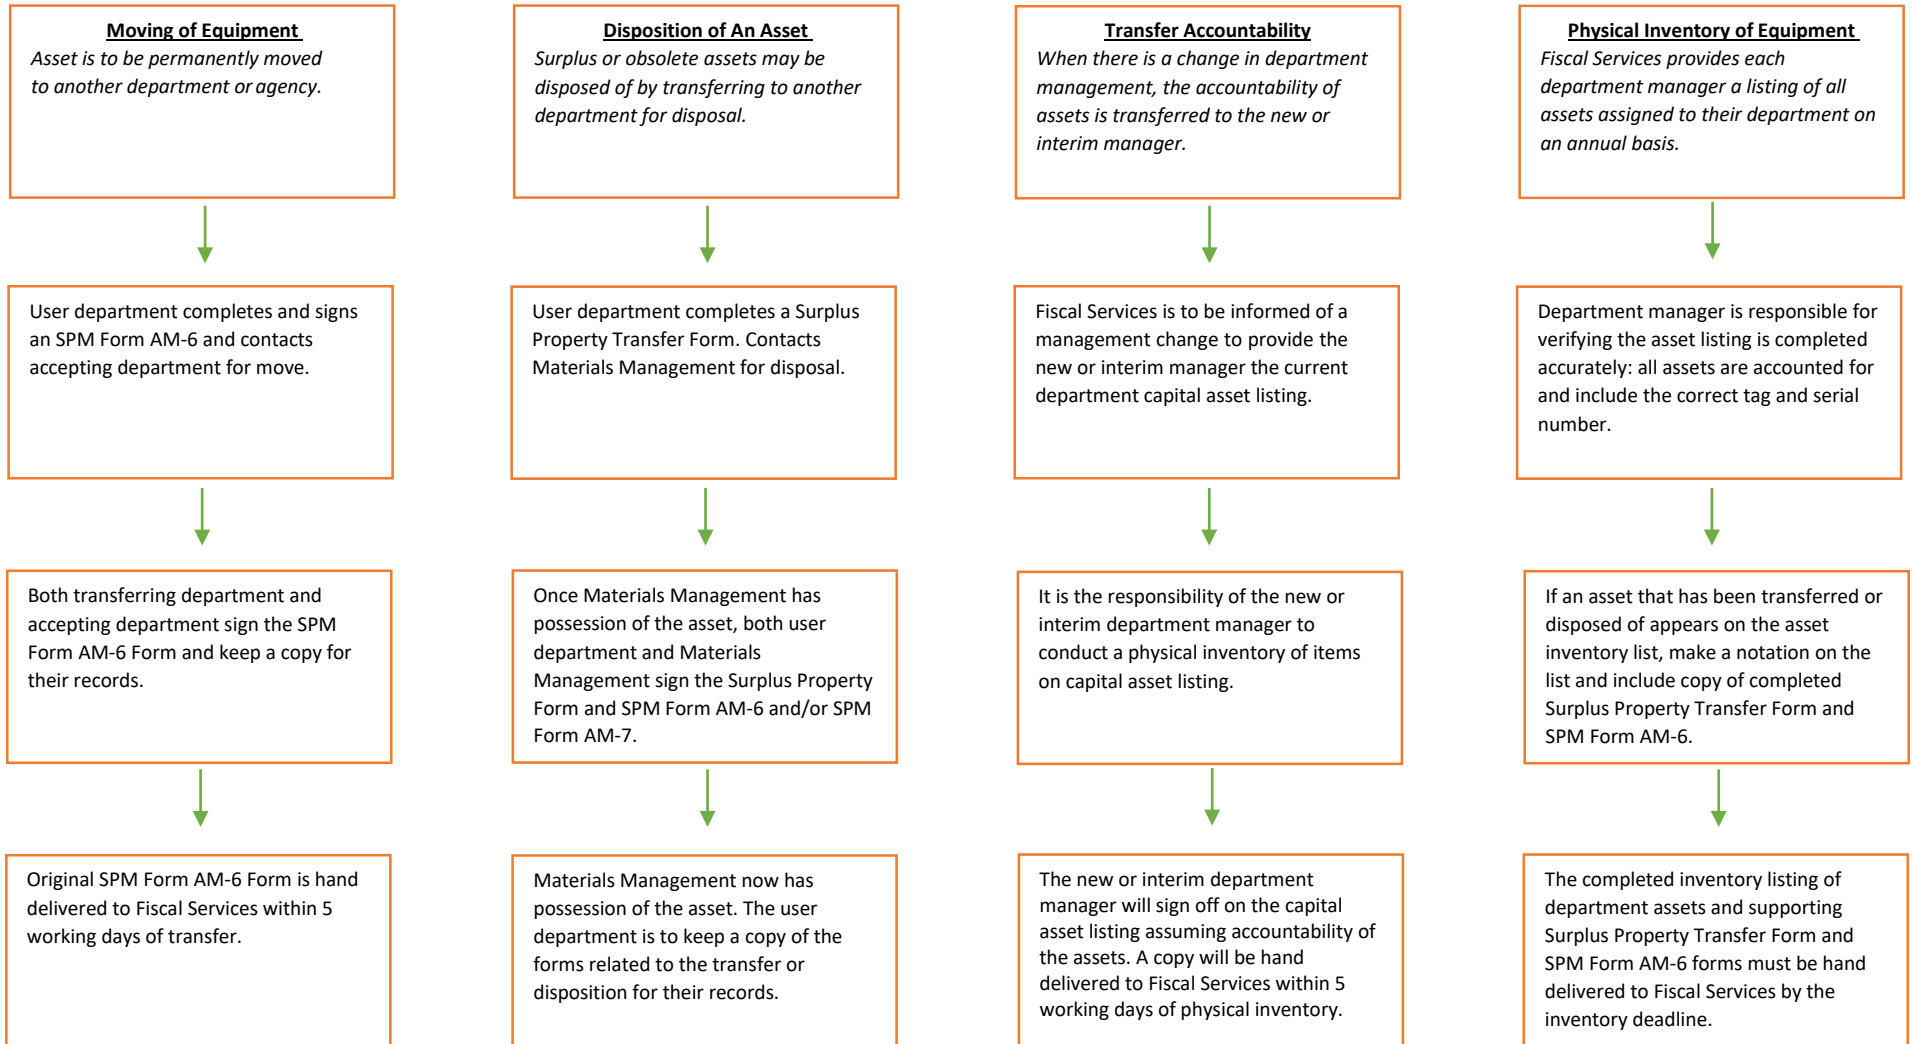 Moving of Equipment
Asset is to be permanently moved
to another department or agency.
User department completes and signs
an SPM Form AM-6 and contacts
accepting department for move.
Both transferring department and
accepting department sign the SPM
Form AM-6 Form and keep a copy for
their records.
Original SPM Form AM-6 Form is hand
delivered to Fiscal Services within 5
working days of transfer.
Disposition of An Asset
Surplus or obsolete assets may be
disposed of by transferring to another
department for disposal.
User department completes a Surplus
Property Transfer Form. Contacts
Materials Management for disposal.
Once Materials Management has
possession of the asset, both user
department and Materials
Management sign the Surplus Property
Form and SPM Form AM-6 and/or SPM
Form AM-7.
Materials Management now has
possession of the asset. The user
department is to keep a copy of the
forms related to the transfer or
disposition for their records.
Transfer Accountability
When there is a change in department
management, the accountability of
assets is transferred to the new or
interim manager.
Fiscal Services is to be informed of a
management change to provide the
new or interim manager the current
department capital asset listing.
It is the responsibility of the new or
interim department manager to
conduct a physical inventory of items
on capital asset listing.
The new or interim department
manager will sign off on the capital
asset listing assuming accountability of
the assets. A copy will be hand
delivered to Fiscal Services within 5
working days of physical inventory.
Physical Inventory of Equipment
Fiscal Services provides each
department manager a listing of all
assets assigned to their department on
an annual basis.
Department manager is responsible for
verifying the asset listing is completed
accurately: all assets are accounted for
and include the correct tag and serial
number.
If an asset that has been transferred or
disposed of appears on the asset
inventory list, make a notation on the
list and include copy of completed
Surplus Property Transfer Form and
SPM Form AM-6.
The completed inventory listing of
department assets and supporting
Surplus Property Transfer Form and
SPM Form AM-6 forms must be hand
delivered to Fiscal Services by the
inventory deadline.